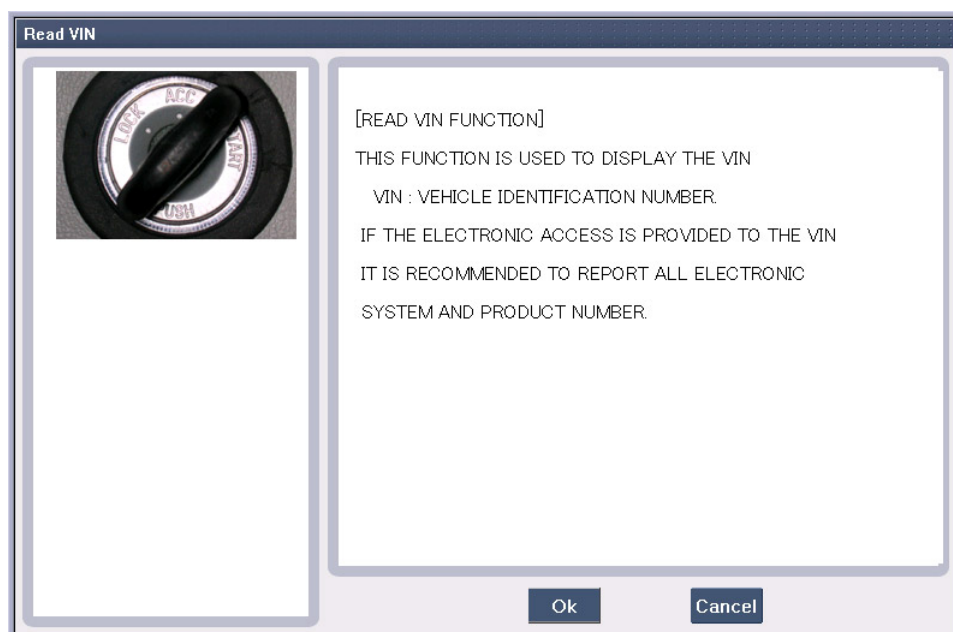 Read VIN
LOCK
ACC
START
PUSH
[READ VIN FUNCTION]
THIS FUNCTION IS USED TO DISPLAY THE VIN
VIN : VEHICLE IDENTIFICATION NUMBER.
IF THE ELECTRONIC ACCESS IS PROVIDED TO THE VIN
IT IS RECOMMENDED TO REPORT ALL ELECTRONIC
SYSTEM AND PRODUCT NUMBER.
Ok
Cancel